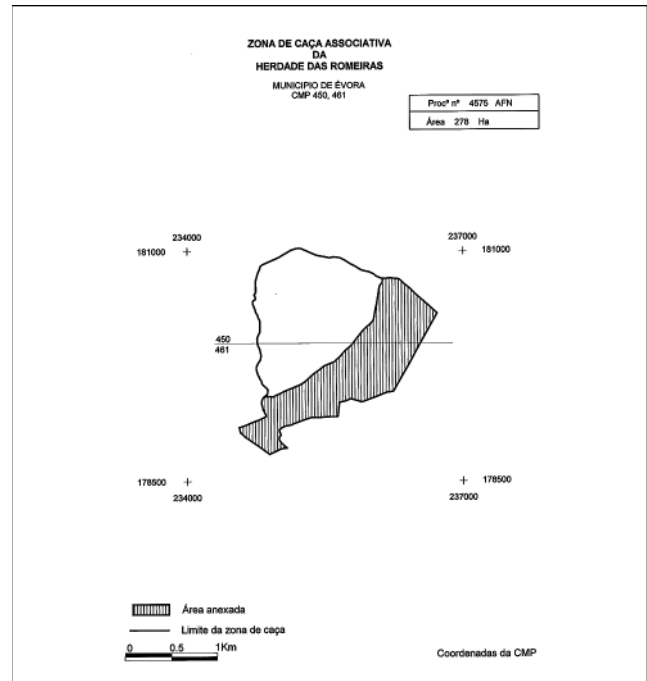 ZONA DE CAÇA ASSOCIATIVA
DA
HERDADE DAS ROMEIRAS
MUNICIPIO DE ÉVORA
CMP 450, 461
Procº nº 4575 AFN
Área 278 Ha
234000
237000
181000
181000
450
461
178500
178500
234000
237000
Área anexada
Limite da zona de caça
0 0.5 1Km
Coordenadas da CMP